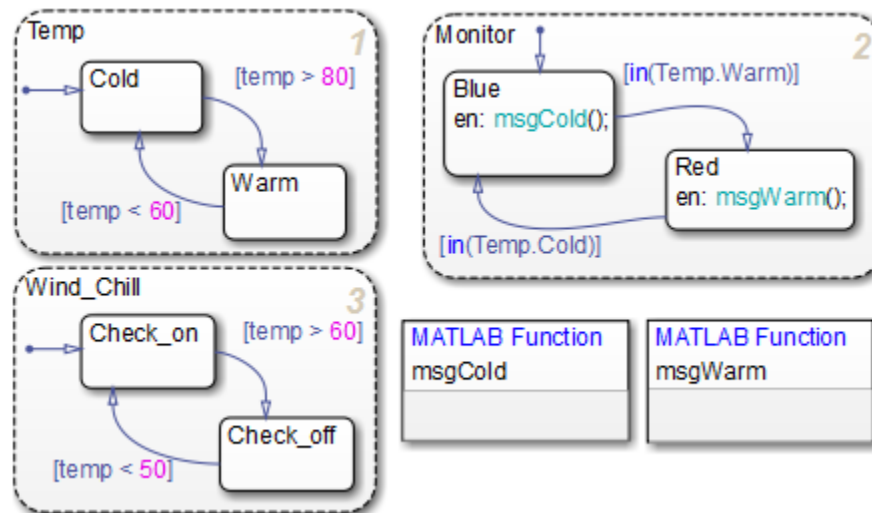 Temp
1
Cold
[temp > 80]
Warm
[temp < 60]
Monitor
2
[in(Temp.Warm)]
Blue
en: msgCold();
Red
en: msgWarm();
[in(Temp.Cold)]
Wind_Chill
3
Check_on
[temp > 60]
Check_off
[temp < 50]
MATLAB Function
msgCold
MATLAB Function
msgWarm